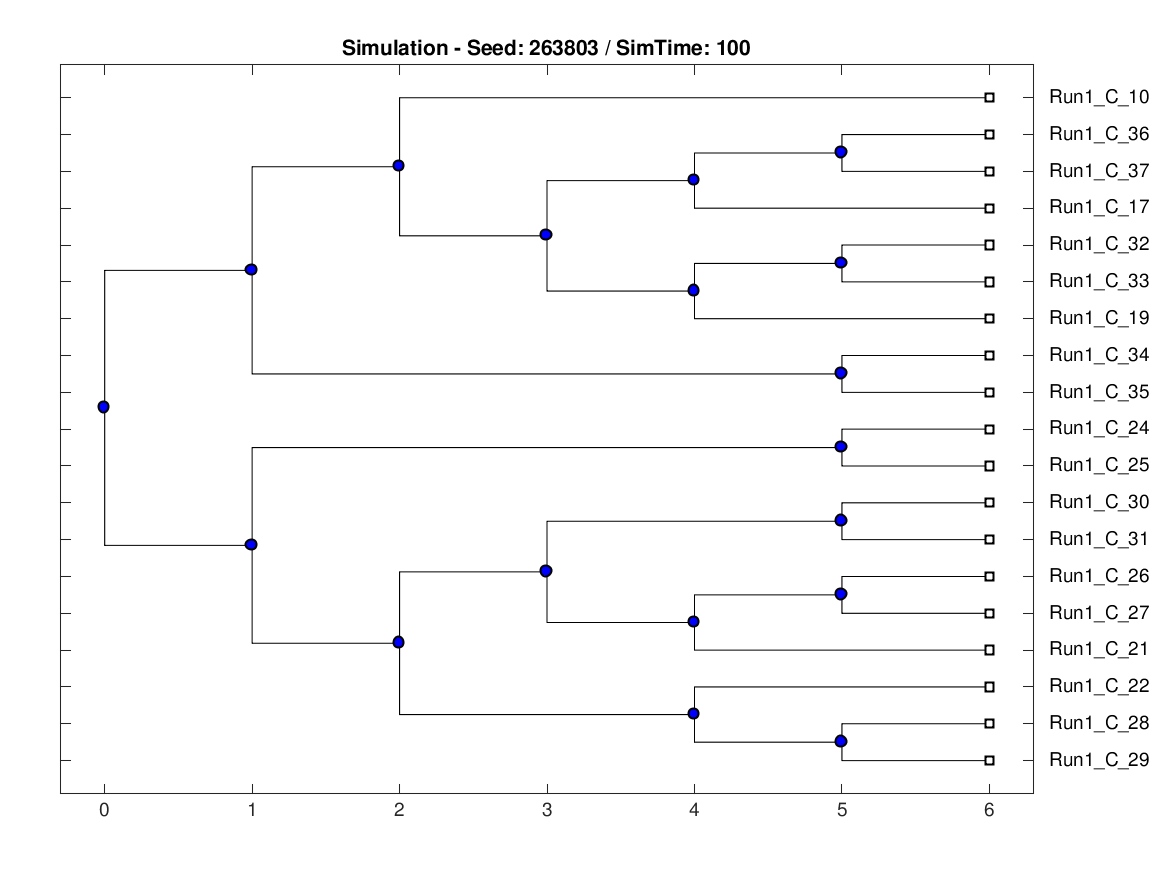 Simulation - Seed: 263803 / SimTime: 100
Run1_C_10
Run1_C_36
Run1_C_37
Run1_C_17
Run1_C_32
Run1_C_33
Run1_C_19
Run1_C_34
Run1_C_35
Run1_C_24
Run1_C_25
Run1_C_30
Run1_C_31
Run1_C_26
Run1_C_27
Run1_C_21
Run1_C_22
Run1_C_28
Run1_C_29
0 1 2 3 4 5 6